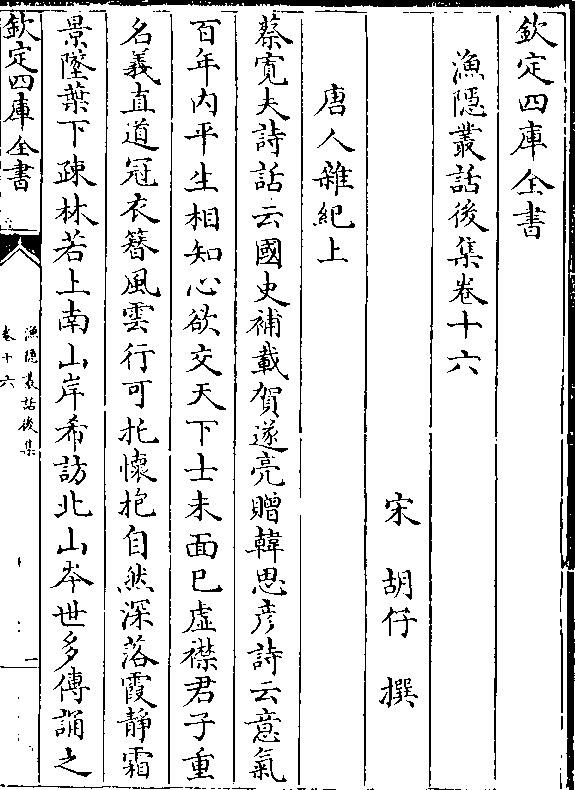 欽定四庫全書
漁隱叢話後集卷十六
宋 胡仔 撰
唐人雜紀上
蔡寛夫詩話云國史補載賀遂亮贈韓思彦詩云意氣
百年内平生相知心欲交天下士未面已虚襟君子重
名義直道冠衣簪風雲行可托懷抱自然深落霞静霜
景墜葉下疎林若上南山岸希訪北山岑世多傳誦之
欽定四庫全書
漁隱叢話後集
卷十六
一